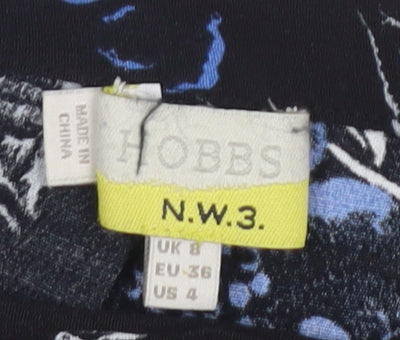 MADE IN
CHINA
HOBBS
N.W.3.
UK 8
EU 36
US 4